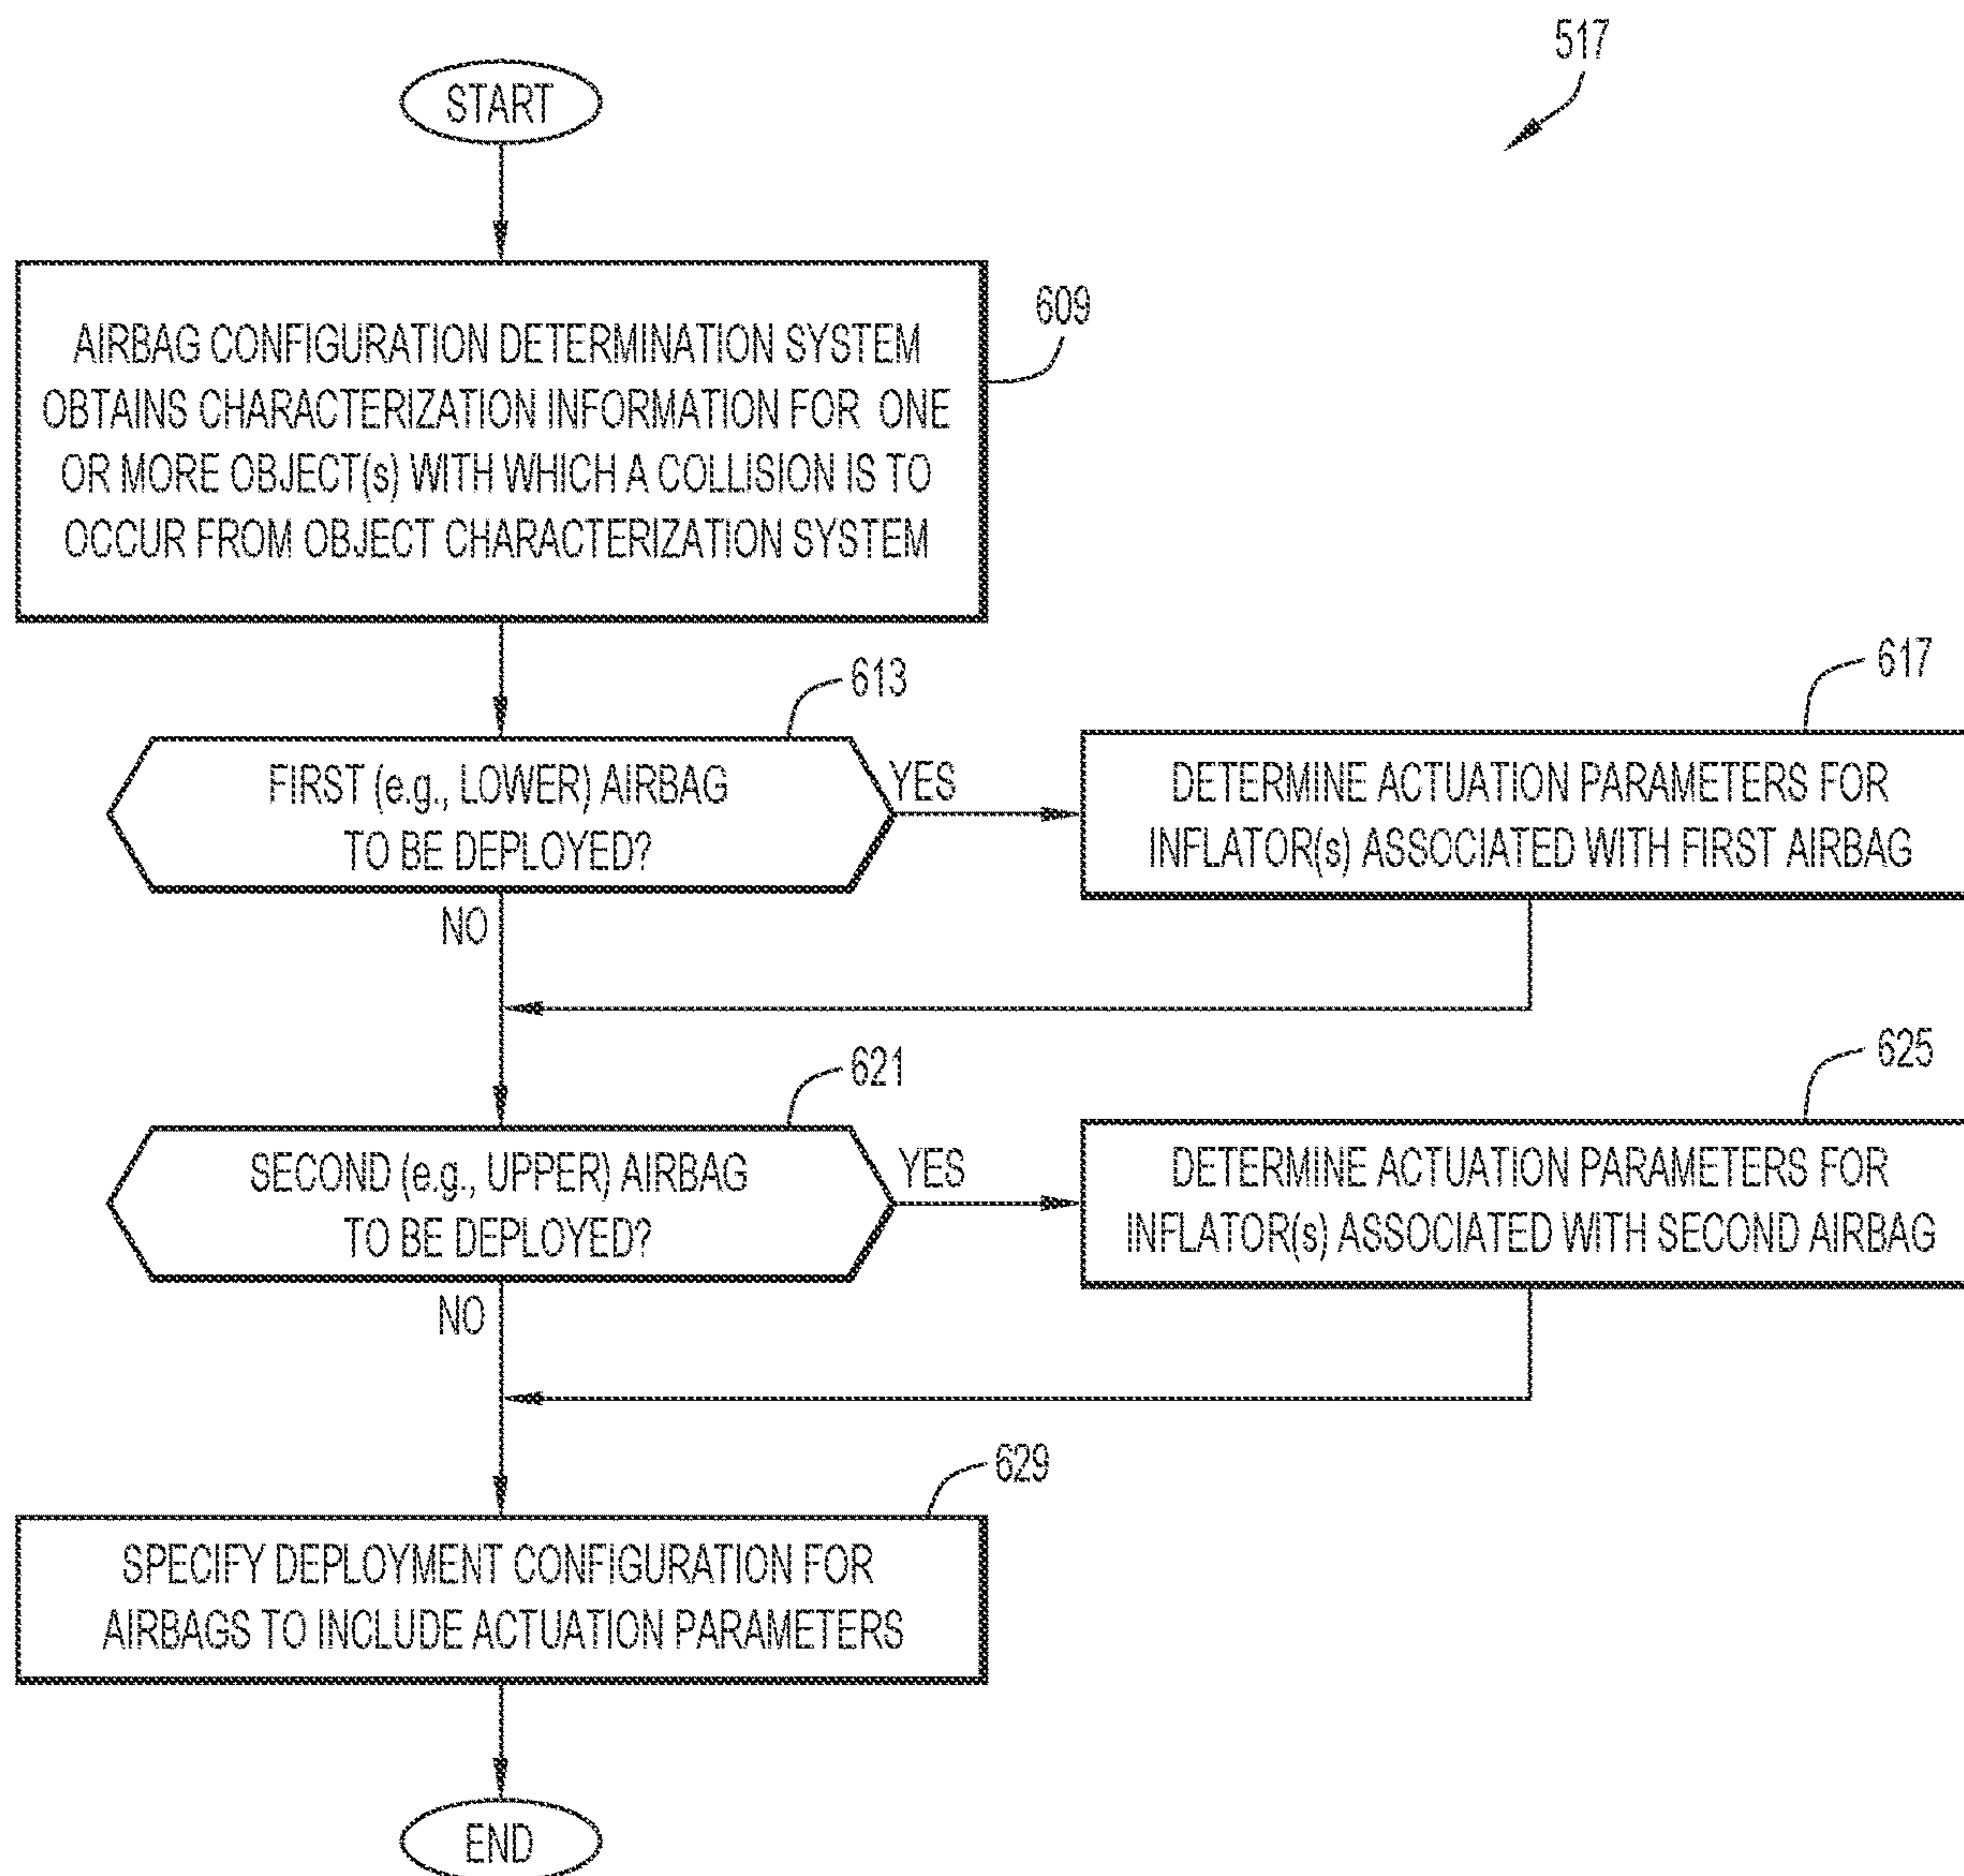 517
START
609
AIRBAG CONFIGURATION DETERMINATION SYSTEM
OBTAINS CHARACTERIZATION INFORMATION FOR ONE
OR MORE OBJECT(s) WITH WHICH A COLLISION IS TO
OCCUR FROM OBJECT CHARACTERIZATION SYSTEM
613
FIRST (e.g., LOWER) AIRBAG
TO BE DEPLOYED?
YES
NO
617
DETERMINE ACTUATION PARAMETERS FOR
INFLATOR(s) ASSOCIATED WITH FIRST AIRBAG
621
SECOND (e.g., UPPER) AIRBAG
TO BE DEPLOYED?
YES
NO
625
DETERMINE ACTUATION PARAMETERS FOR
INFLATOR(s) ASSOCIATED WITH SECOND AIRBAG
629
SPECIFY DEPLOYMENT CONFIGURATION FOR
AIRBAGS TO INCLUDE ACTUATION PARAMETERS
END